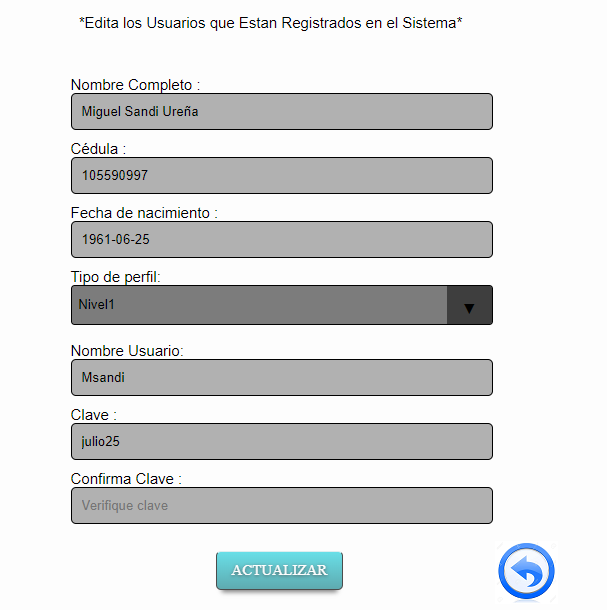 *Edita los Usuarios que Estan Registrados en el Sistema*
Nombre Completo :
Miguel Sandi Ureña
Cédula :
105590997
Fecha de nacimiento :
1961-06-25
Tipo de perfil:
Nivel1
Nombre Usuario:
Msandi
Clave :
julio25
Confirma Clave :
Verifique clave
ACTUALIZAR